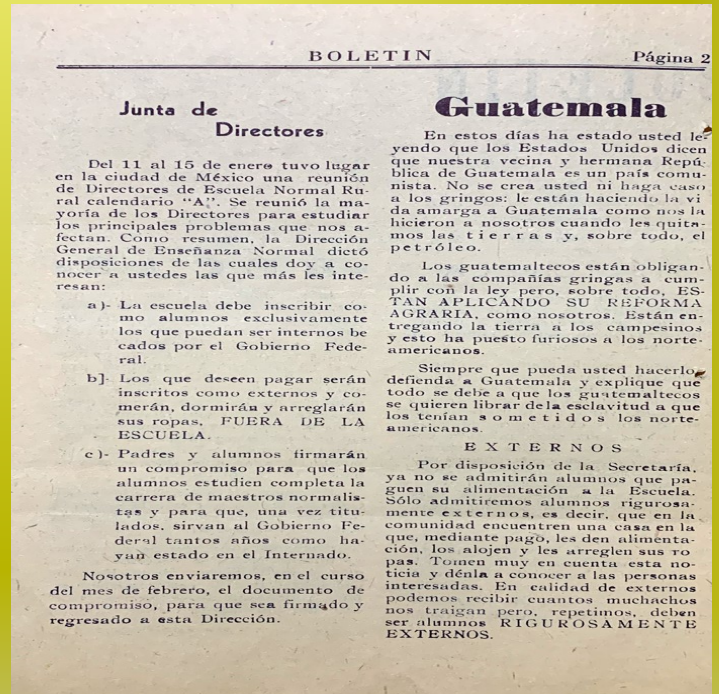 BOLETIN Página 2
Junta de
Directores
Del 11 al 15 de enero tuvo lugar
en la ciudad de México una reunión
de Directores de Escuela Normal Ru-
ral calendario "A". Se reunió la ma-
yoría de los Directores para estudiar
los principales problemas que nos a-
fectan. Como resumen, la Dirección
General de Enseñanza Normal dictó
disposiciones de las cuales doy a co-
nocer a ustedes las que más les inte-
resan:
a)- La escuela debe inscribir co-
mo alumnos exclusivamente
los que puedan ser internos be
cados por el Gobierno Fede-
ral.
b]- Los que deseen pagar serán
inscritos como externos y co-
merán, dormirán y arreglarán
sus ropas, FUERA DE LA
ESCUELA.
c)- Padres y alumnos firmarán
un compromiso para que los
alumnos estudien completa la
carrera de maestros normalis-
tas y para que, una vez titu-
lados, sirvan al Gobierno Fe-
deral tantos años como ha-
yan estado en el Internado.
Nosotros enviaremos, en el curso
del mes de febrero, el documento de
compromiso, para que sea firmado y
regresado a esta Dirección.
Guatemala
En estos días ha estado usted le-
yendo que los Estados Unidos dicen
que nuestra vecina y hermana Repú-
blica de Guatemala es un país comu-
nista. No se crea usted ni haga caso
a los gringos: le están haciendo la vi
da amarga a Guatemala como nos la
hicieron a nosotros cuando les quita-
mos las tierras y, sobre todo, el
petróleo.
Los guatemaltecos están obligan-
do a las compañías gringas a cum-
plir con la ley pero, sobre todo, ES-
TAN APLICANDO SU REFORMA
AGRARIA, como nosotros. Están en-
tregando la tierra a los campesinos
y esto ha puesto furiosos a los norte-
americanos.
Siempre que pueda usted hacerlo,
defienda a Guatemala y explique que
todo se debe a que los guatemaltecos
se quieren librar de la esclavitud a que
los tenían sometidos los norte-
americanos.
EXTERNOS
Por disposición de la Secretaría,
ya no se admitirán alumnos que pa-
guen su alimentación a la Escuela.
Sólo admitiremos alumnos rigurosa-
mente externos, es decir, que en la
comunidad encuentren una casa en la
que, mediante pago, les den alimenta-
ción, los alojen y les arreglen sus ro
pas. Tomen muy en cuenta esta no-
ticia y dénla a conocer a las personas
interesadas. En calidad de externos
podemos recibir cuantos muchachos
nos traigan pero, repetimos, deben
ser alumnos RIGUROSAMENTE
EXTERNOS.